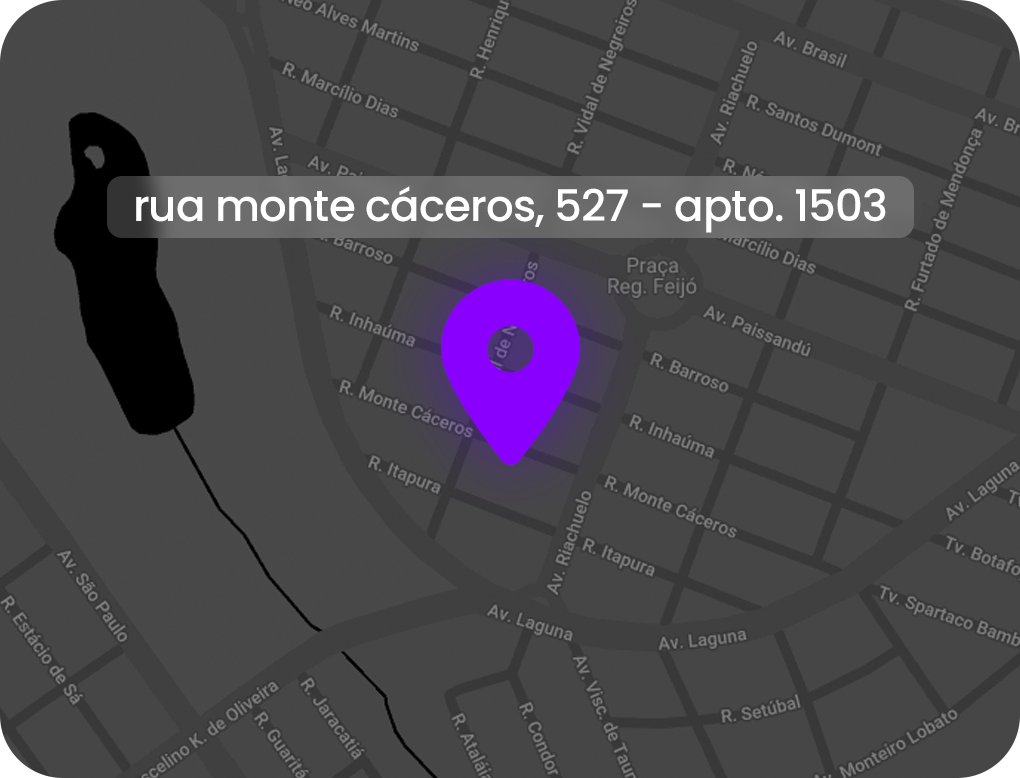 Neo Alves Martins
R. Henriqu
R. Vidal de Negreiros
Av. Brasil
Av. Riachuelo
R. Marcílio Dias
R. Santos Dumont
Av. Br
Av. La
Av. Pa
R. Né
R. Furtado de Mendonça
rua monte cáceros, 527 - apto. 1503
Barroso
Marcílio Dias
Praça
Reg. Feijó
R. Inhaúma
Av. Paissandú
R. Barroso
R. Monte Cáceros
R. Inhaúma
R. Itapura
R. Monte Cáceros
Av. Laguna
Av. Riachuelo
R. Itapura
Tv. Botafo
Av. São Paulo
Tv. Spartaco Bamb
R. Estácio de Sá
Av. Laguna
Av. Laguna
Av. Visc. de Taun
R. Setúbal
scelino K. de Oliveira
R. Jaracatiá
R. Guaritá
R. Atalaia
R. Condor
Av. Monteiro Lobato